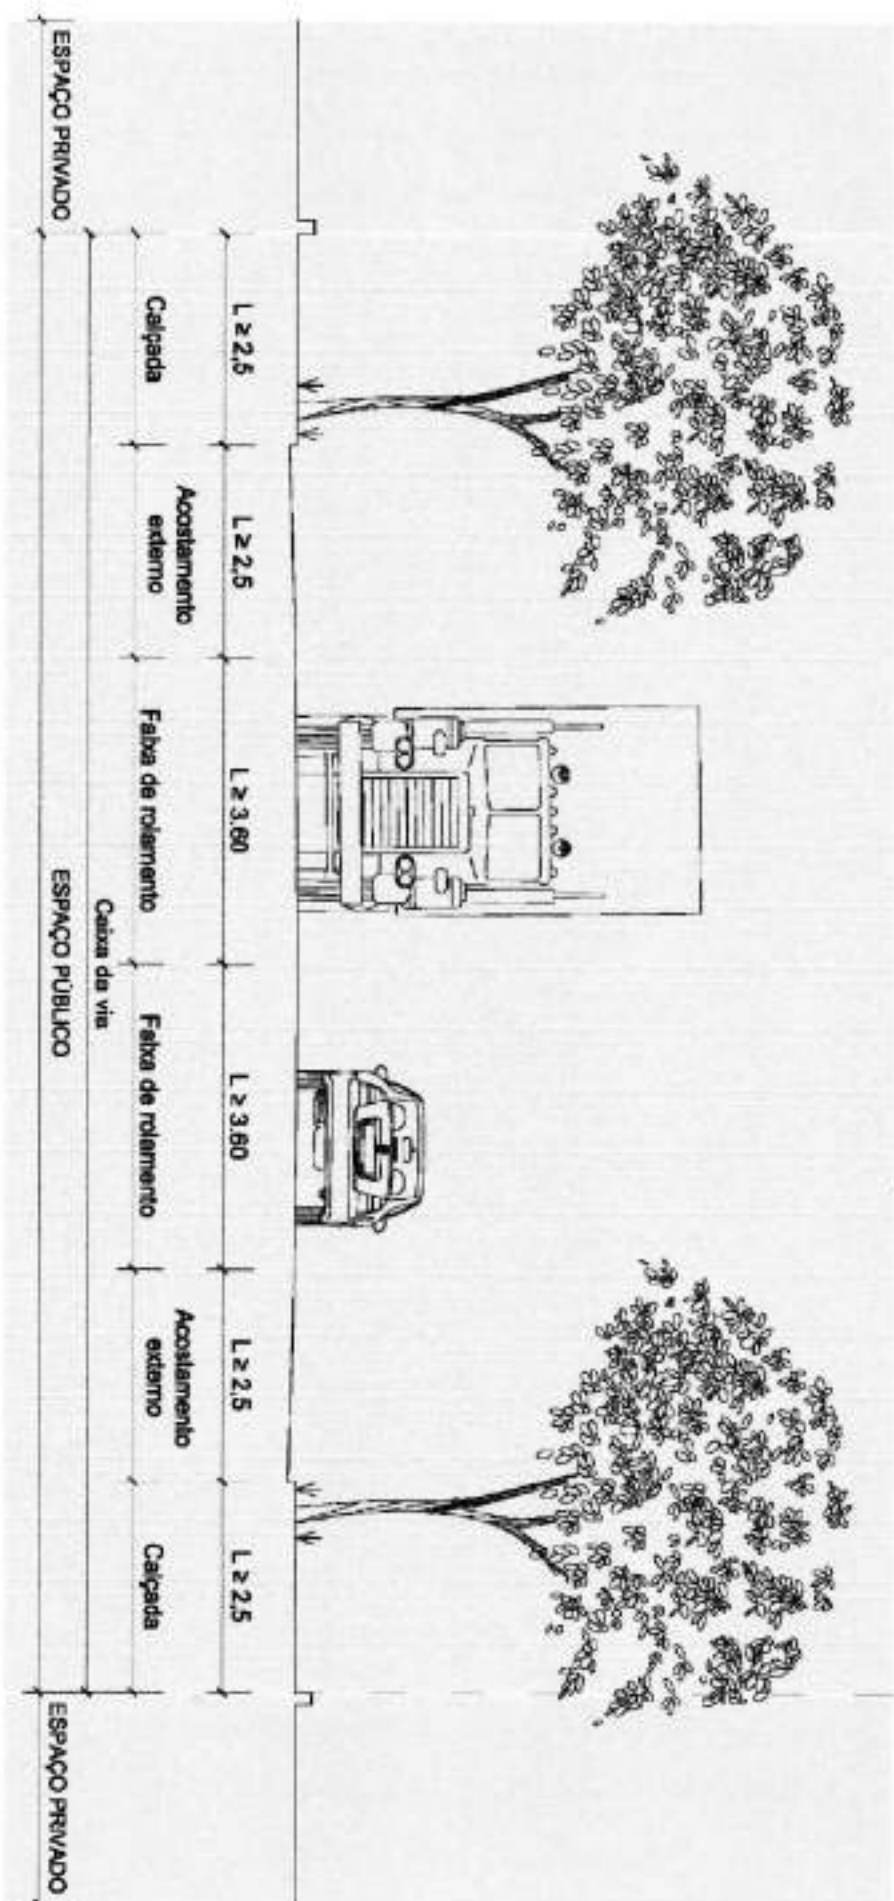 L ≥ 2,5
L ≥ 2,5
L ≥ 3.60
L ≥ 3.60
L ≥ 2,5
L ≥ 2,5
Calçada
Acostamento
externo
Faixa de rolamento
Faixa de rolamento
Acostamento
externo
Calçada
Caixa da via
ESPAÇO PRIVADO
ESPAÇO PÚBLICO
ESPAÇO PRIVADO